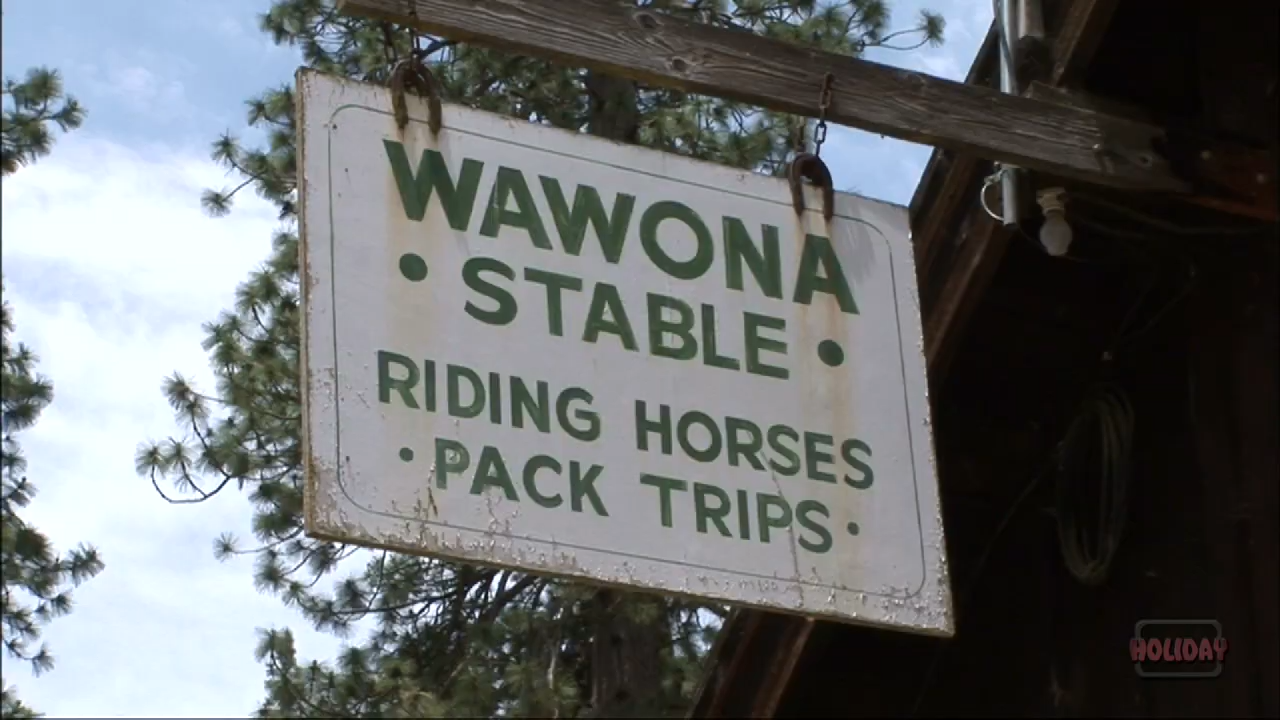 WAWONA
• STABLE •
RIDING HORSES
• PACK TRIPS •
HOLIDAY